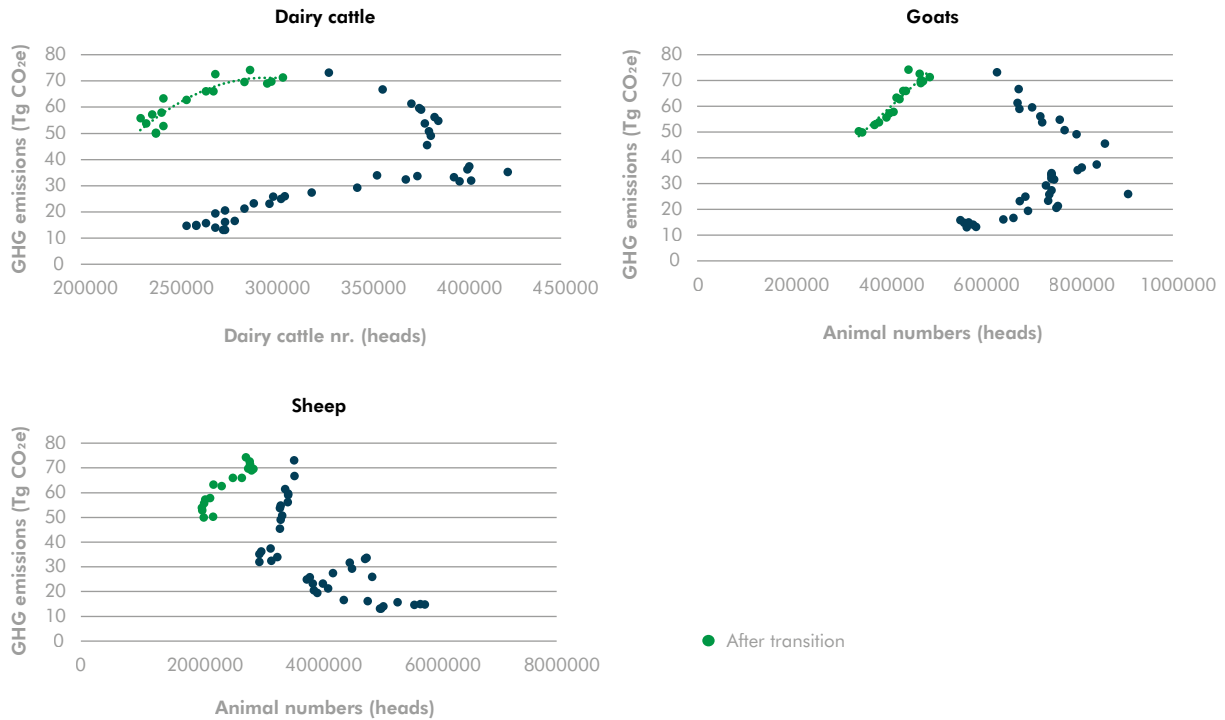 Dairy cattle
GHG emissions (Tg CO₂e)
80
70
60
50
40
30
20
10
0
200000 250000 300000 350000 400000 450000
Dairy cattle nr. (heads)
Goats
GHG emissions (Tg CO₂e)
80
70
60
50
40
30
20
10
0
0 200000 400000 600000 800000 1000000
Animal numbers (heads)
Sheep
GHG emissions (Tg CO₂e)
80
70
60
50
40
30
20
10
0
0 2000000 4000000 6000000 8000000
Animal numbers (heads)
After transition